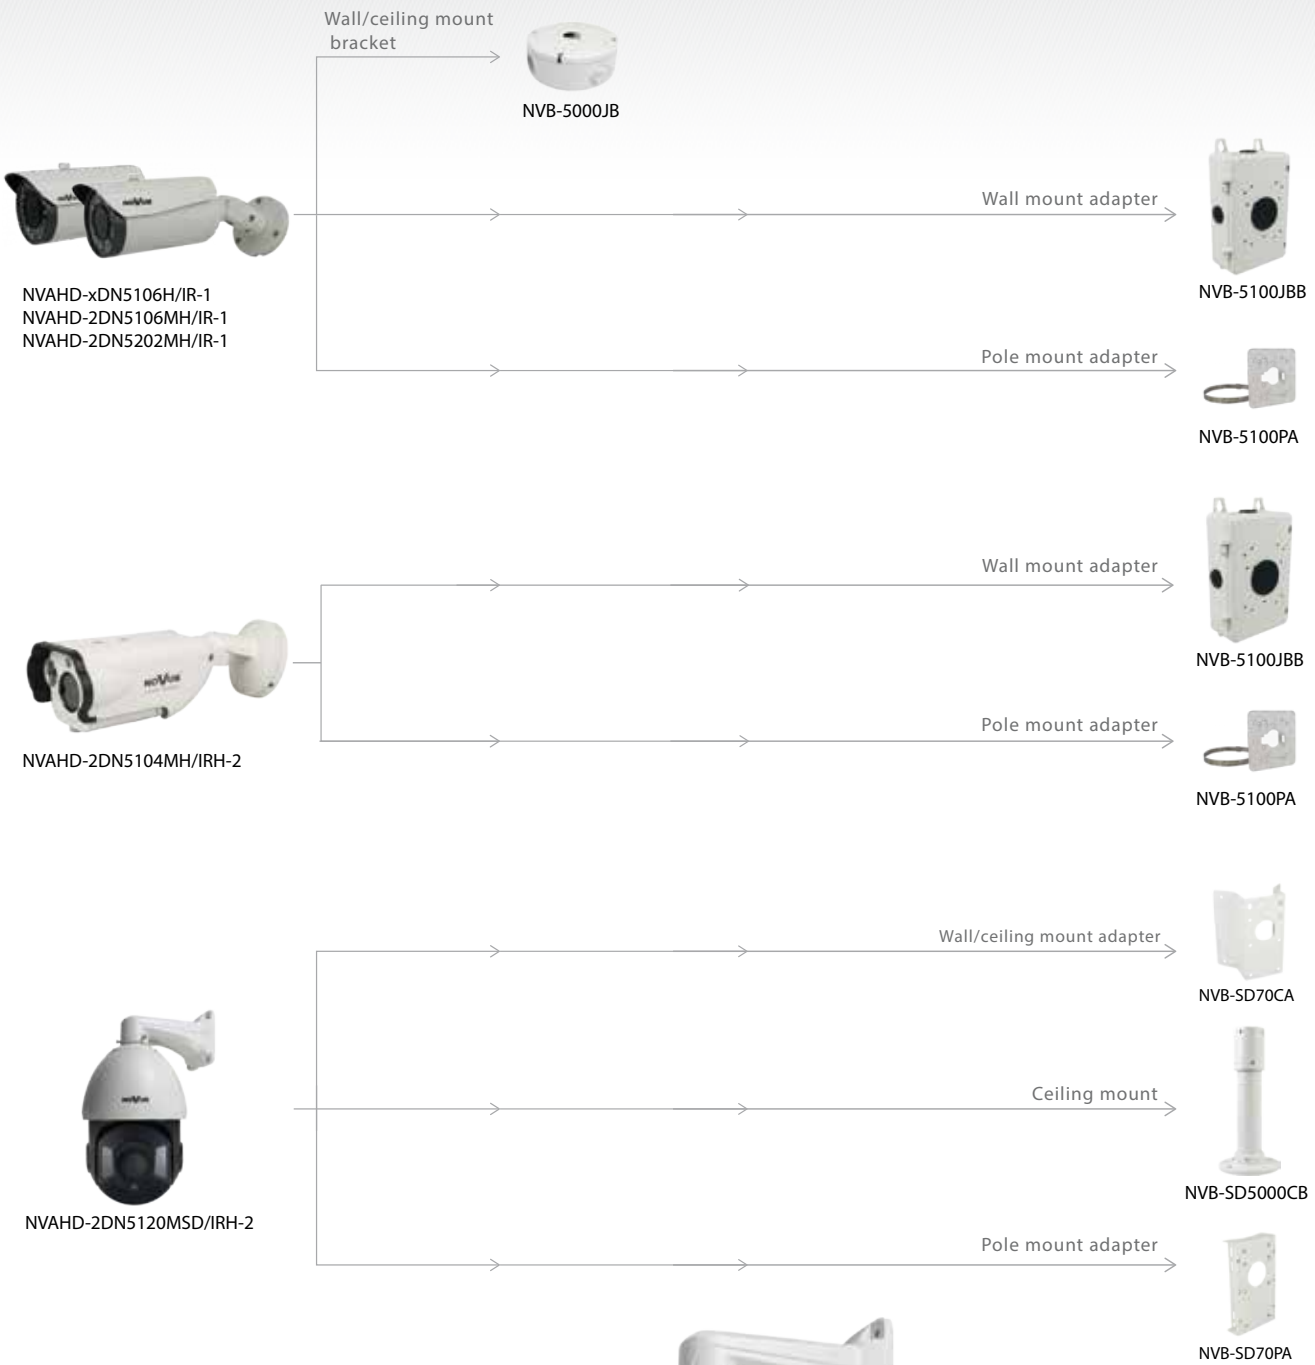 Wall/ceiling mount
bracket
NVB-5000JB
Wall mount adapter
NVB-5100JBB
NOVUS
NVAHD-xDN5106H/IR-1
NVAHD-2DN5106MH/IR-1
NVAHD-2DN5202MH/IR-1
Pole mount adapter
NVB-5100PA
Wall mount adapter
NVB-5100JBB
NOVUS
NVAHD-2DN5104MH/IRH-2
Pole mount adapter
NVB-5100PA
Wall/ceiling mount adapter
NVB-SD70CA
NOVUS
Ceiling mount
NVB-SD5000CB
NVAHD-2DN5120MSD/IRH-2
Pole mount adapter
NVB-SD70PA